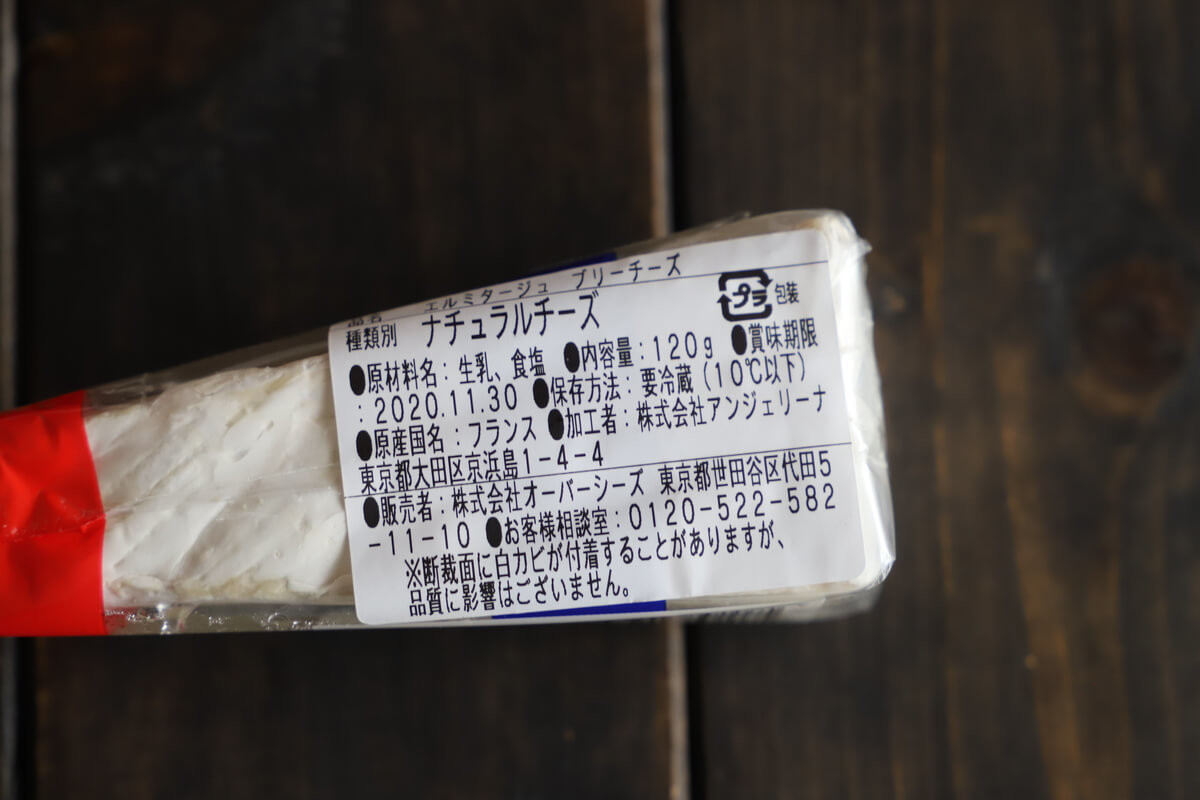 品名 エルミタージュ ブリーチーズ
種類別 ナチュラルチーズ
プラ 包装
●原材料名：生乳、食塩 ●内容量：120g ●賞味期限
：2020.11.30 ●保存方法：要冷蔵（10℃以下）
●原産国名：フランス ●加工者：株式会社アンジェリーナ
東京都大田区京浜島1-4-4
●販売者：株式会社オーバーシーズ 東京都世田谷区代田5
-11-10 ●お客様相談室：0120-522-582
※断裁面に白カビが付着することがありますが、
品質に影響はございません。